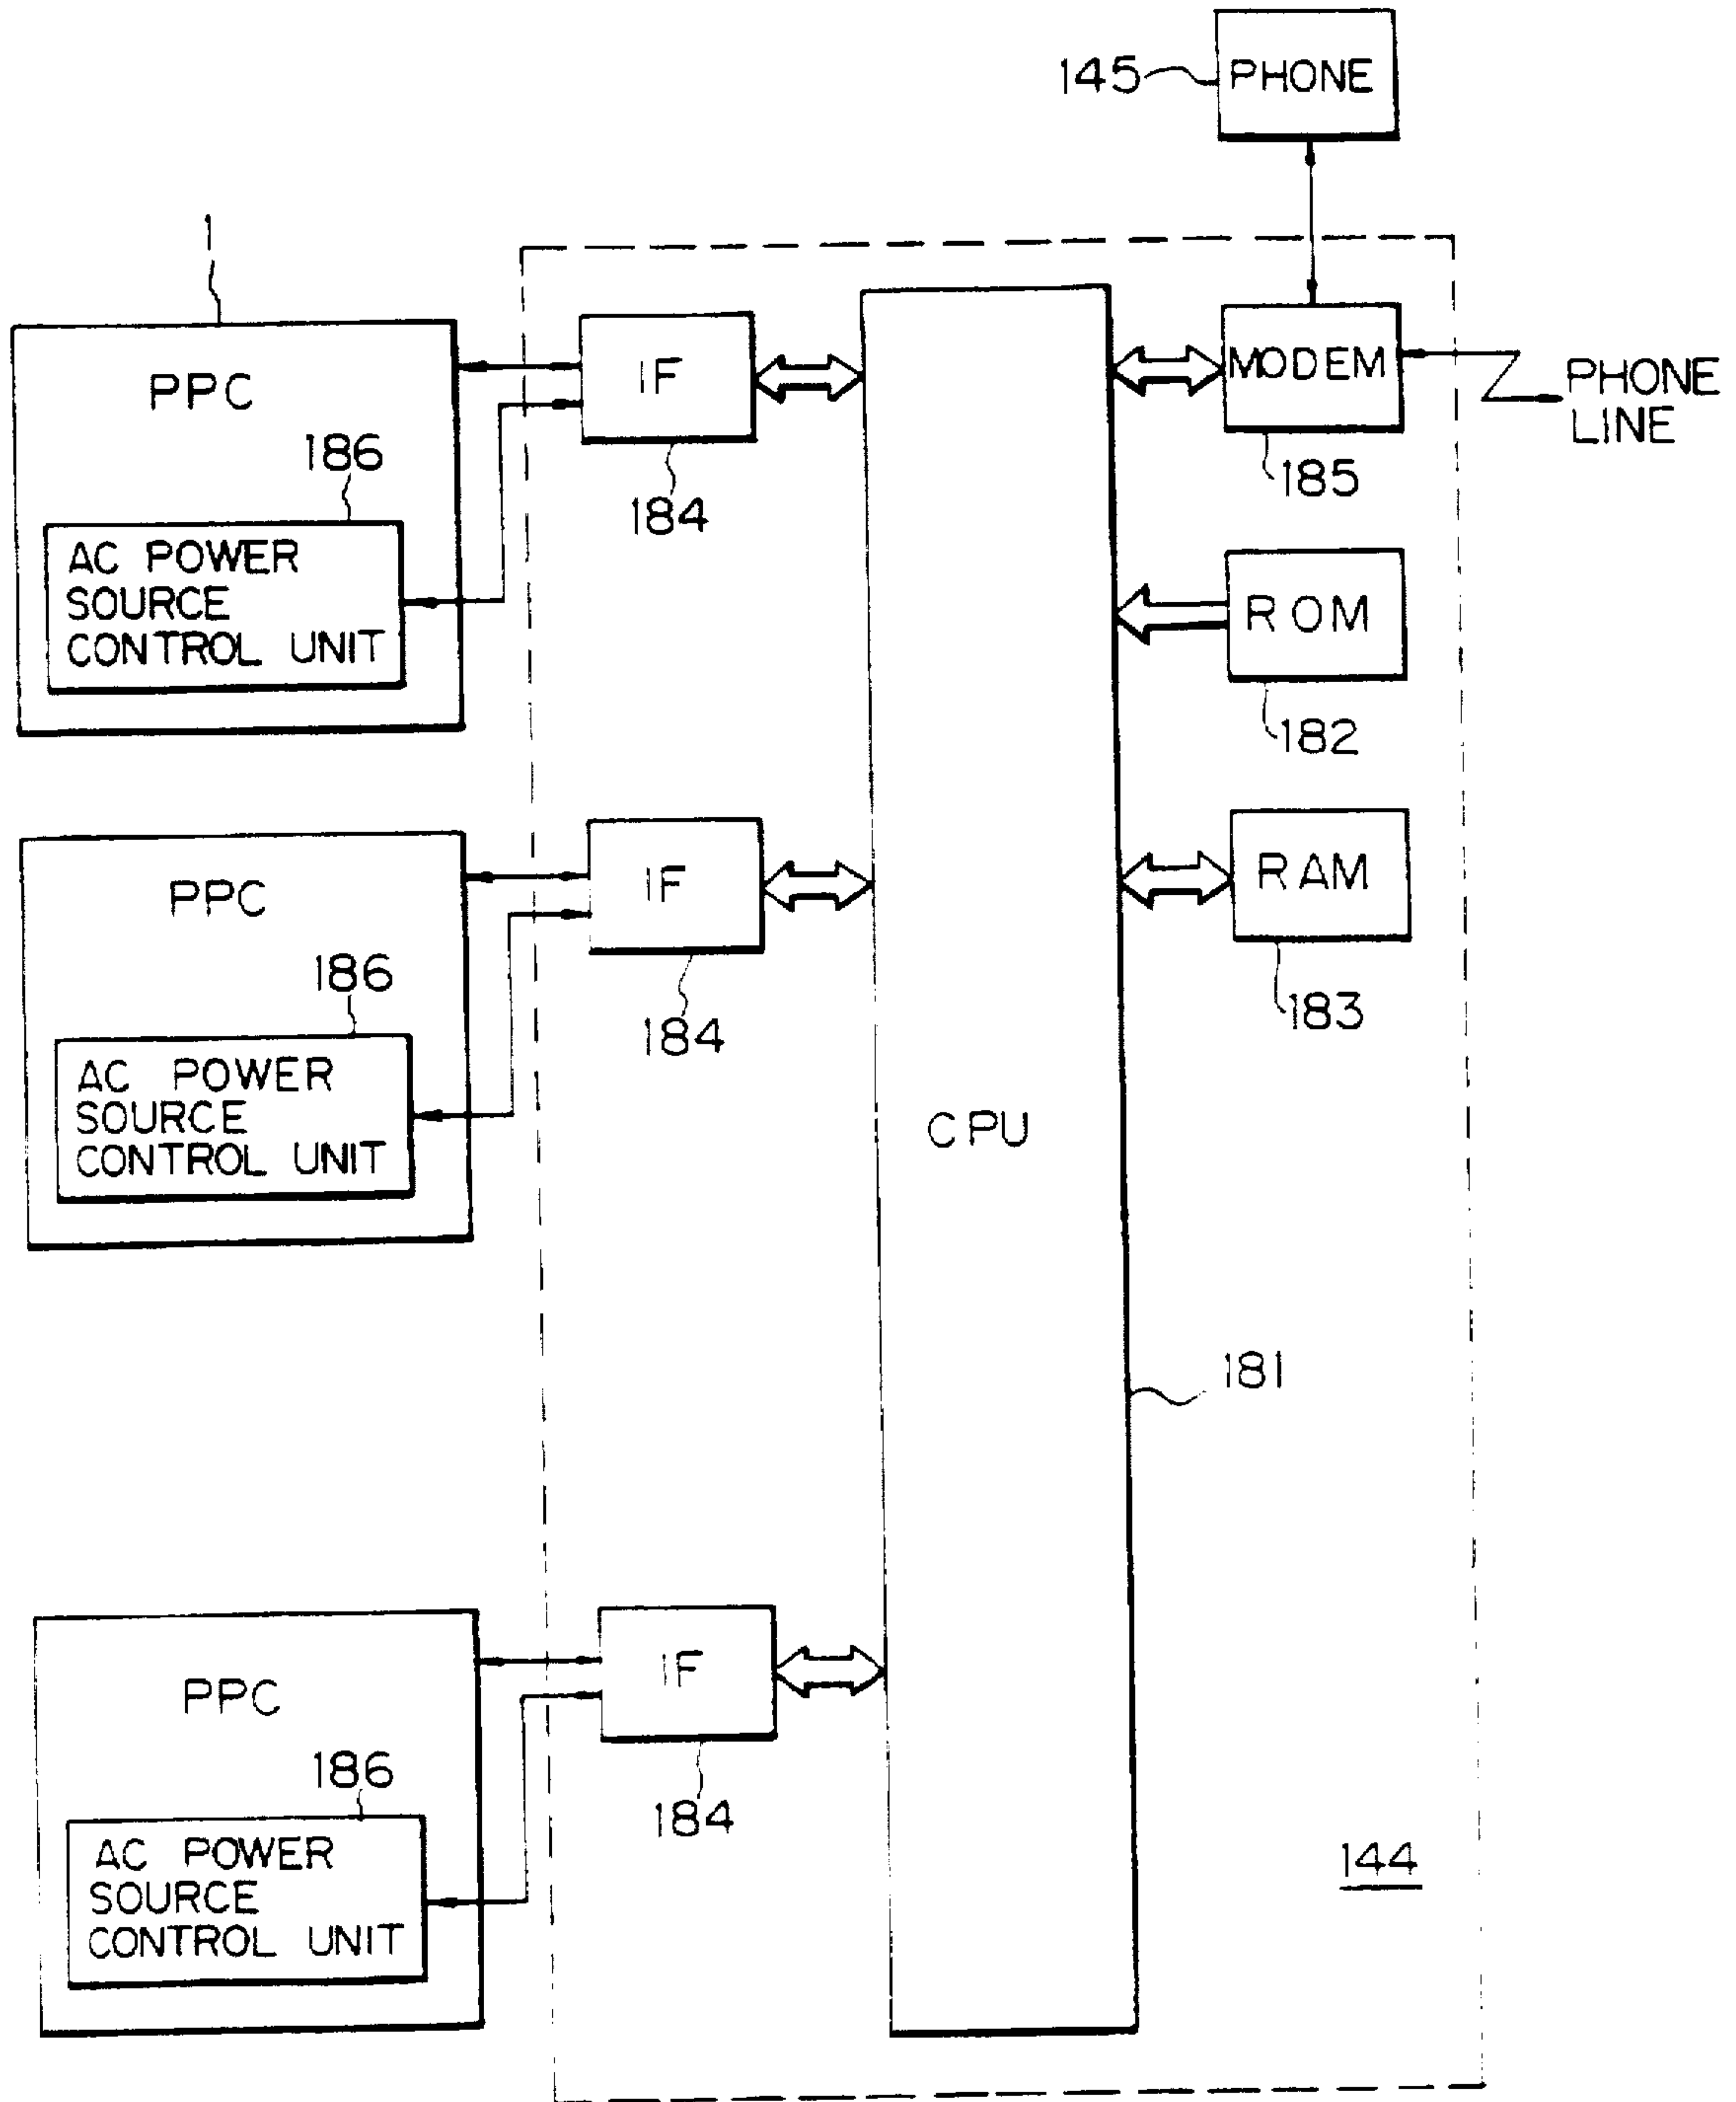 145
PHONE
1
PPC
186
AC POWER
SOURCE
CONTROL UNIT
IF
184
MODEM
185
PHONE
LINE
ROM
182
PPC
186
AC POWER
SOURCE
CONTROL UNIT
IF
184
RAM
183
CPU
181
PPC
186
AC POWER
SOURCE
CONTROL UNIT
IF
184
144